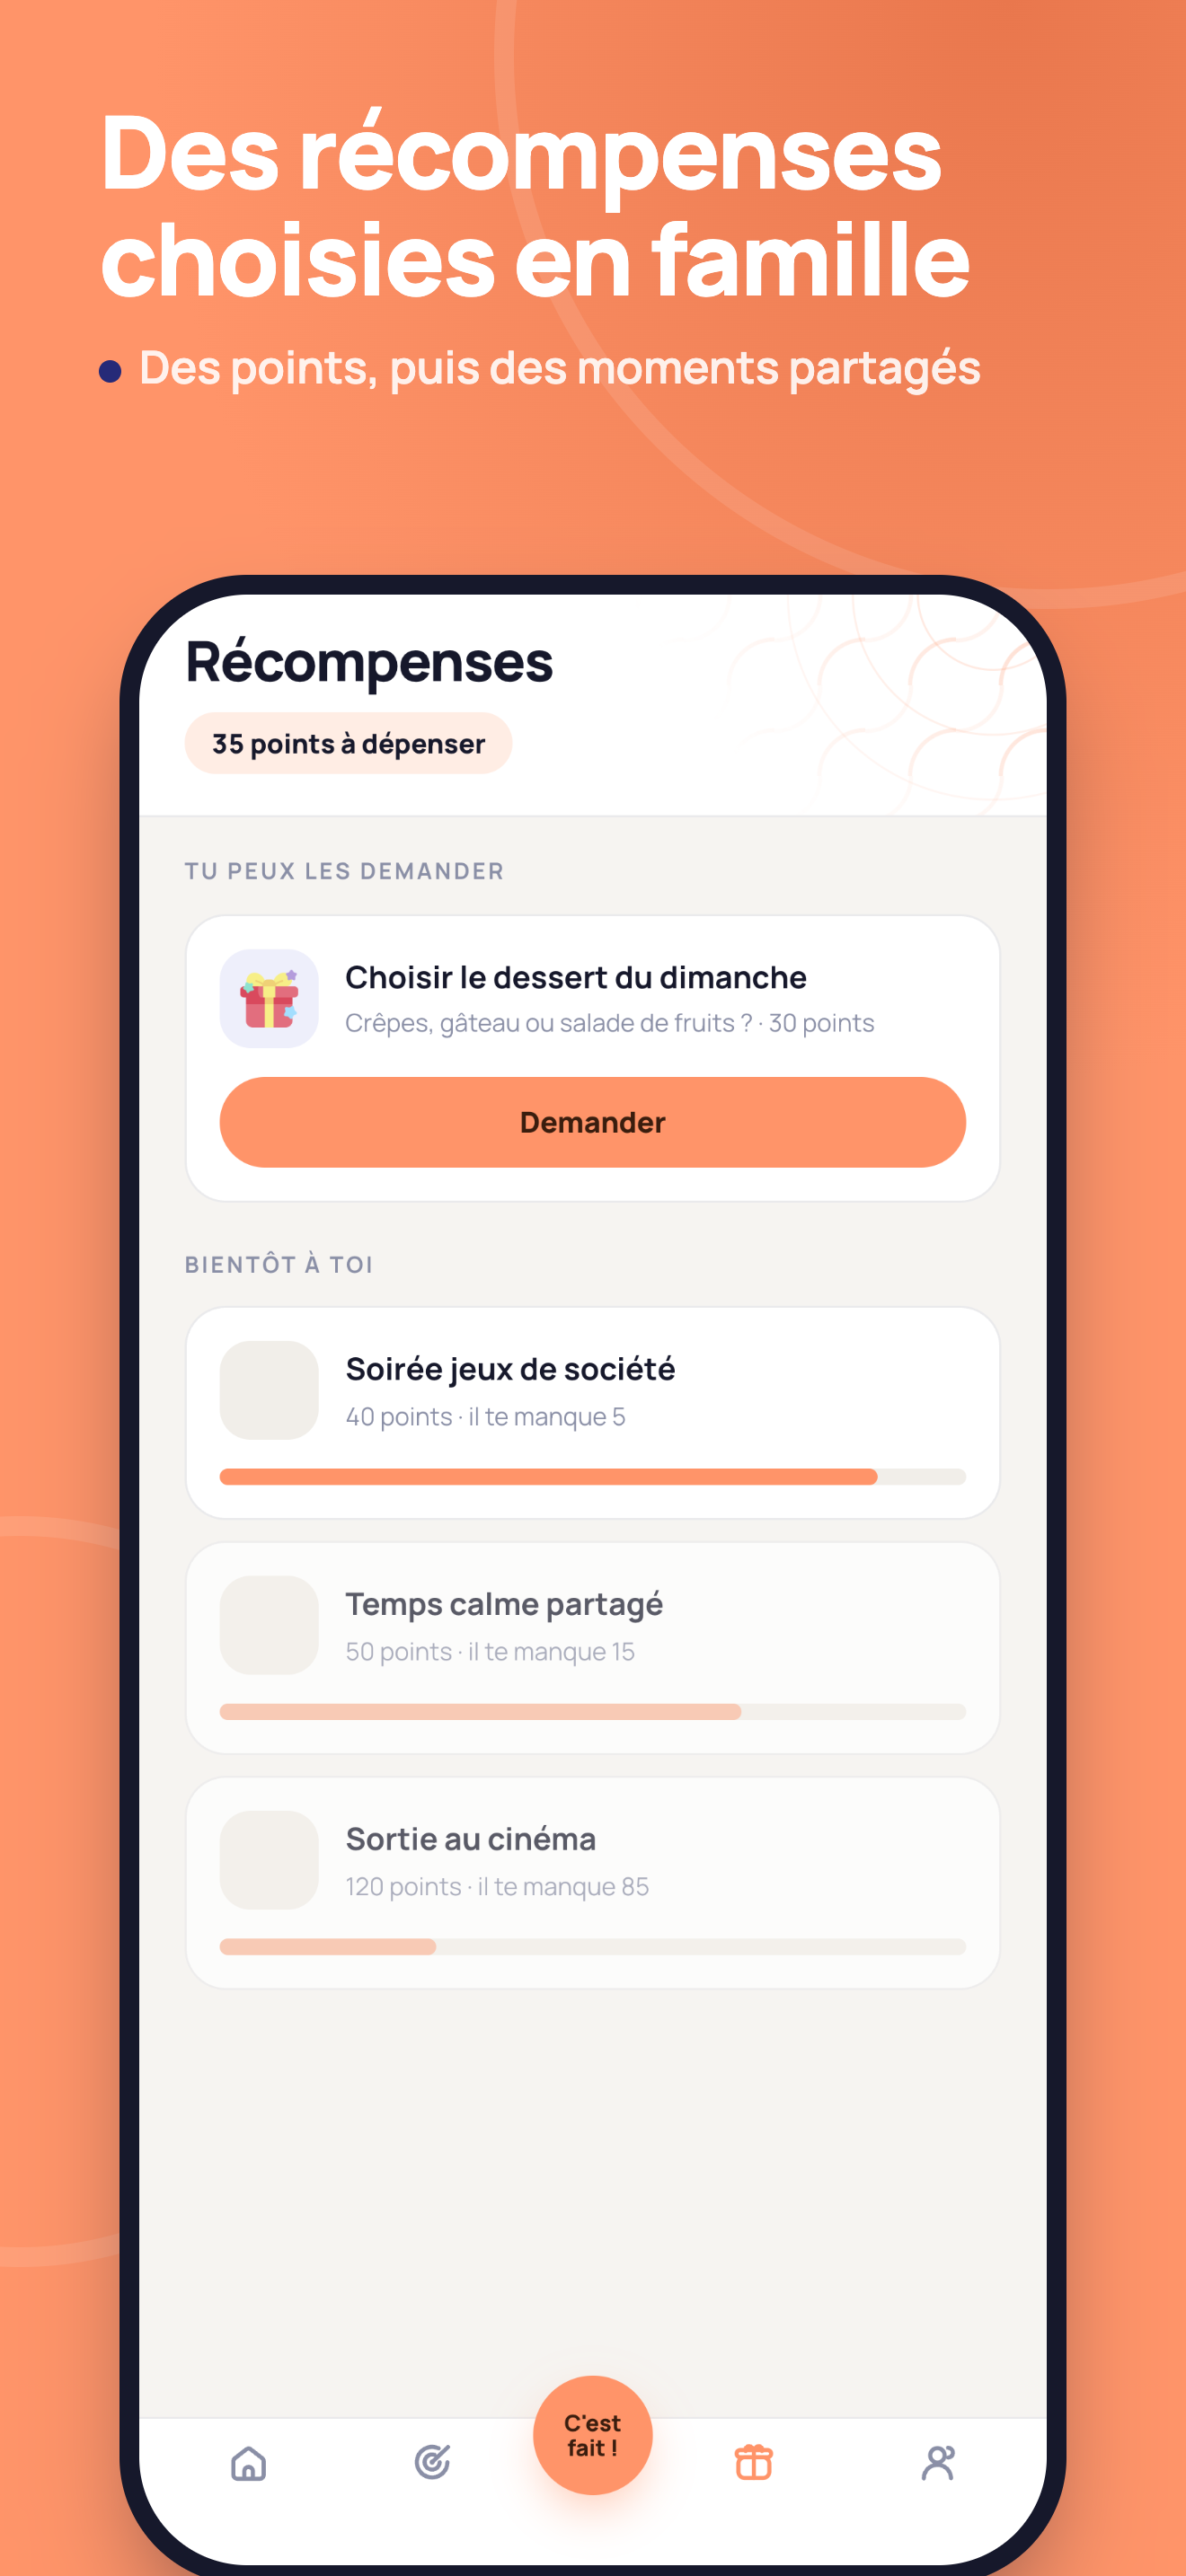 Des récompenses
choisies en famille
Des points, puis des moments partagés
Récompenses
35 points à dépenser
TU PEUX LES DEMANDER
Choisir le dessert du dimanche
Crêpes, gâteau ou salade de fruits ? · 30 points
Demander
BIENTÔT À TOI
Soirée jeux de société
40 points · il te manque 5
Temps calme partagé
50 points · il te manque 15
Sortie au cinéma
120 points · il te manque 85
C'est
fait !